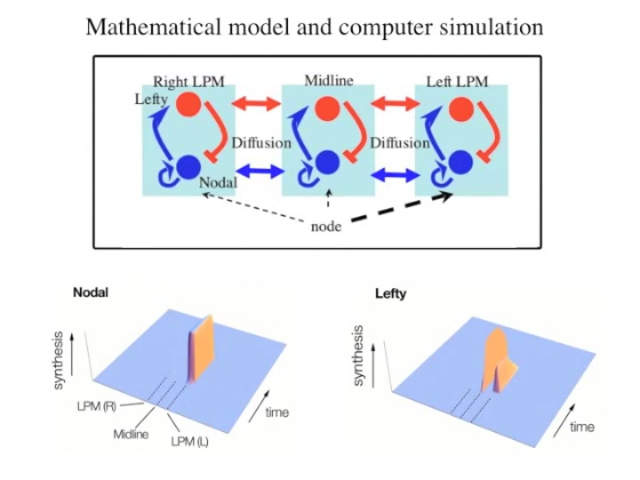 Mathematical model and computer simulation
Right LPM
Midline
Left LPM
Lefty
Diffusion
Diffusion
Nodal
node
Nodal
synthesis
LPM (R)
Midline
LPM (L)
time
Lefty
synthesis
time